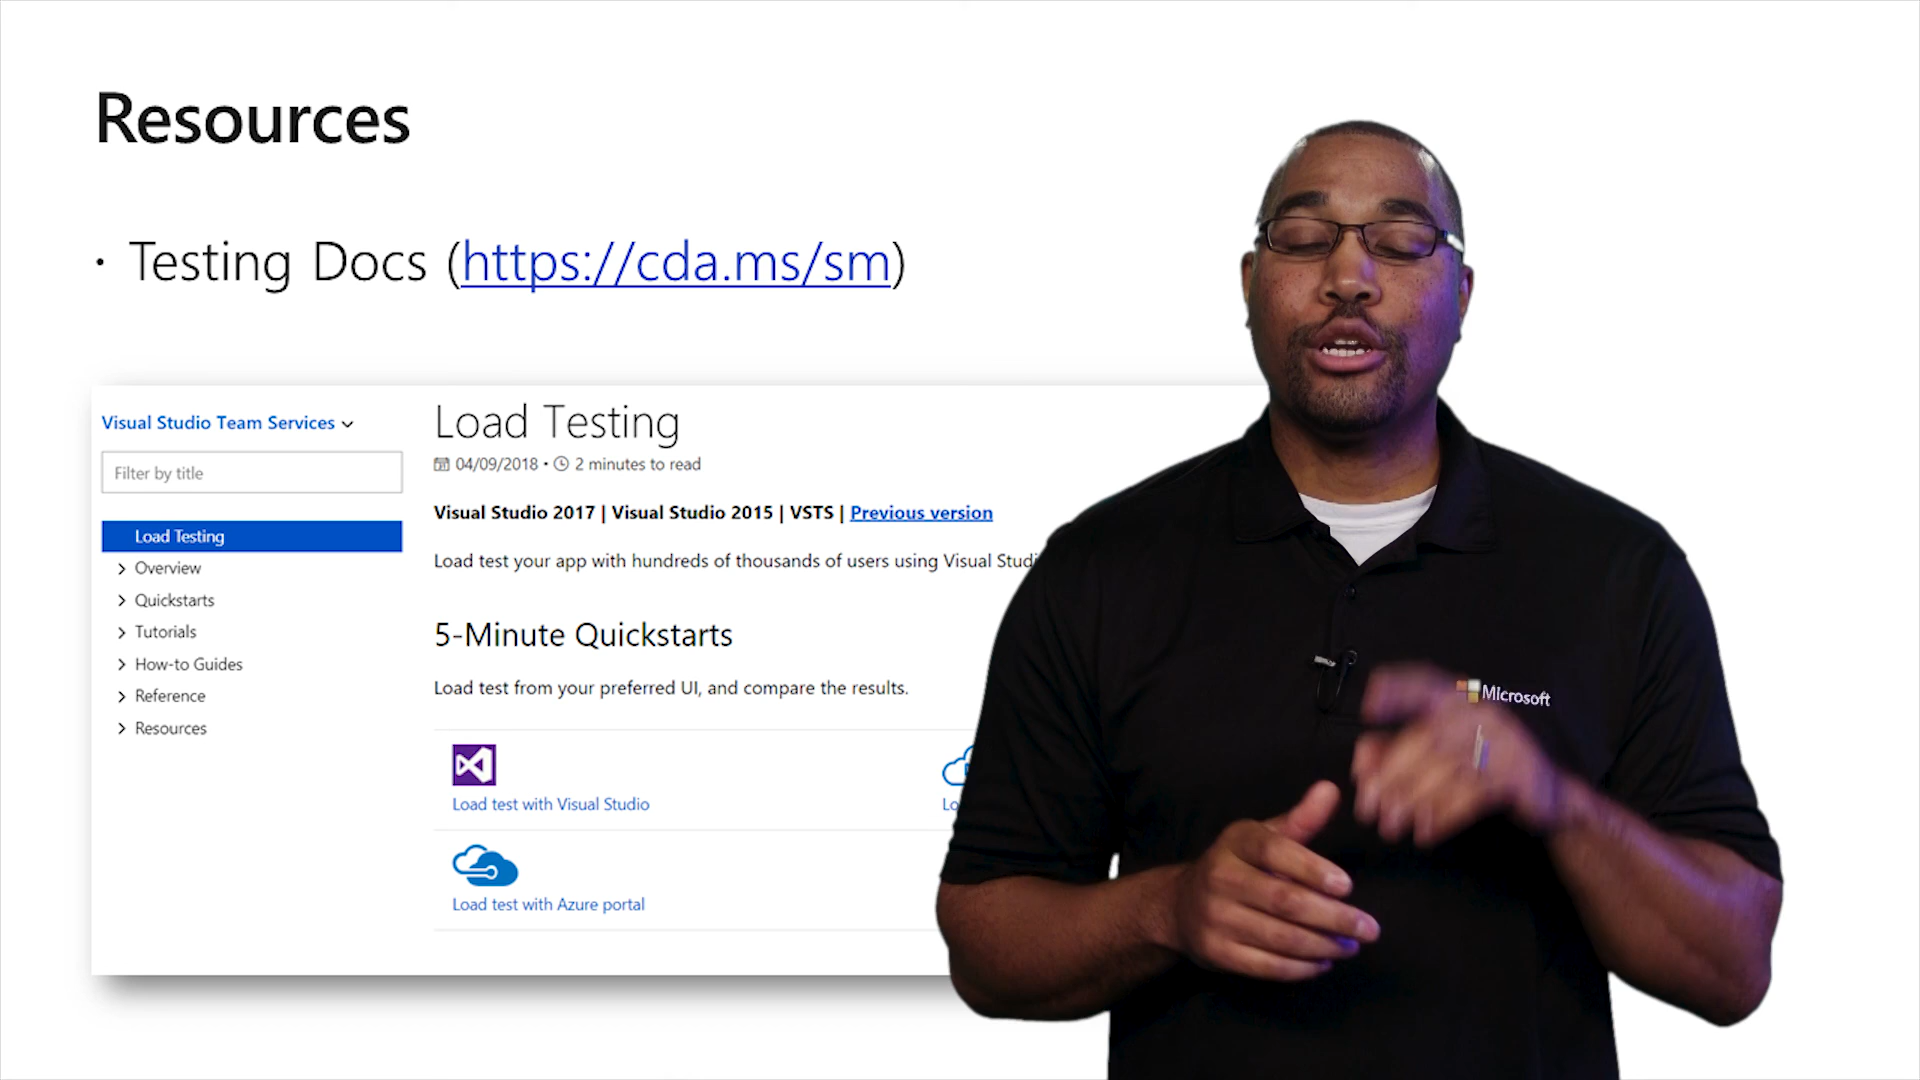 Resources
· Testing Docs (https://cda.ms/sm)
Visual Studio Team Services
Filter by title
Load Testing
Overview
Quickstarts
Tutorials
How-to Guides
Reference
Resources
Load Testing
04/09/2018 • 2 minutes to read
Visual Studio 2017 | Visual Studio 2015 | VSTS | Previous version
Load test your app with hundreds of thousands of users using Visual
5-Minute Quickstarts
Load test from your preferred UI, and compare the results.
Load test with Visual Studio
Load test with Azure portal
Microsoft